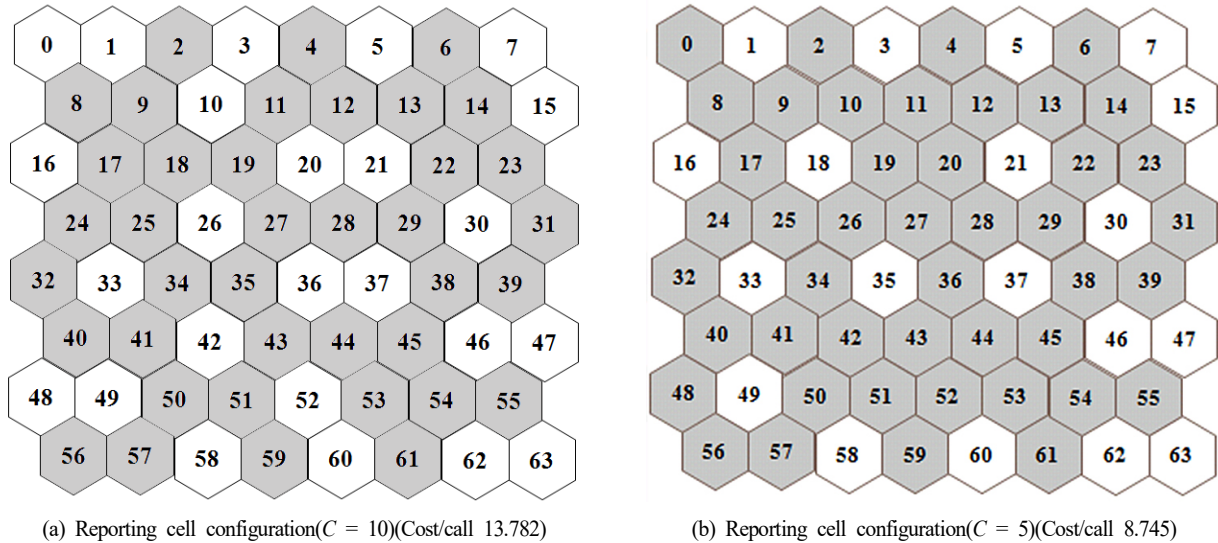 0 1 2 3 4 5 6 7
8 9 10 11 12 13 14 15
16 17 18 19 20 21 22 23
24 25 26 27 28 29 30 31
32 33 34 35 36 37 38 39
40 41 42 43 44 45 46 47
48 49 50 51 52 53 54 55
56 57 58 59 60 61 62 63
(a) Reporting cell configuration(C = 10)(Cost/call 13.782)
0 1 2 3 4 5 6 7
8 9 10 11 12 13 14 15
16 17 18 19 20 21 22 23
24 25 26 27 28 29 30 31
32 33 34 35 36 37 38 39
40 41 42 43 44 45 46 47
48 49 50 51 52 53 54 55
56 57 58 59 60 61 62 63
(b) Reporting cell configuration(C = 5)(Cost/call 8.745)